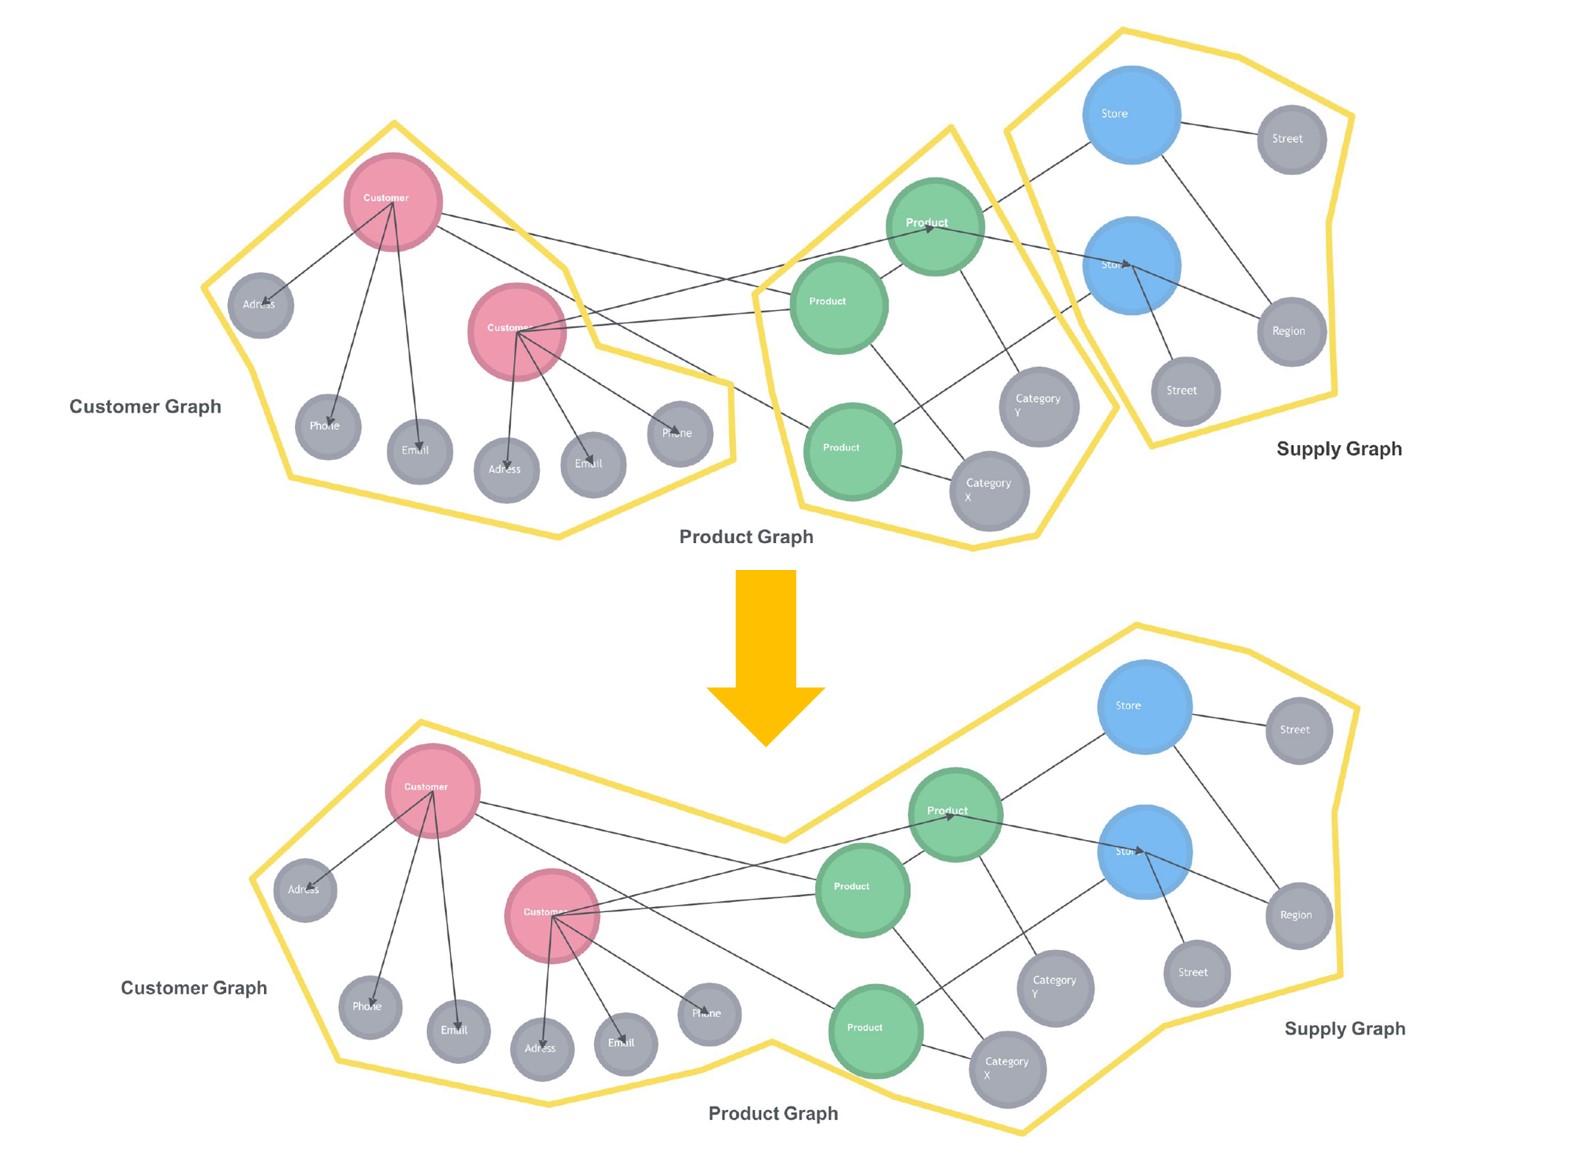 Store
Street
Customer
Product
Store
Adress
Product
Customer
Region
Street
Category
Y
Customer Graph
Phone
Phone
Email
Product
Supply Graph
Adress
Email
Category
X
Product Graph
Store
Street
Customer
Product
Store
Product
Adress
Customer
Region
Street
Category
Y
Customer Graph
Phone
Phone
Email
Product
Supply Graph
Adress
Email
Category
X
Product Graph